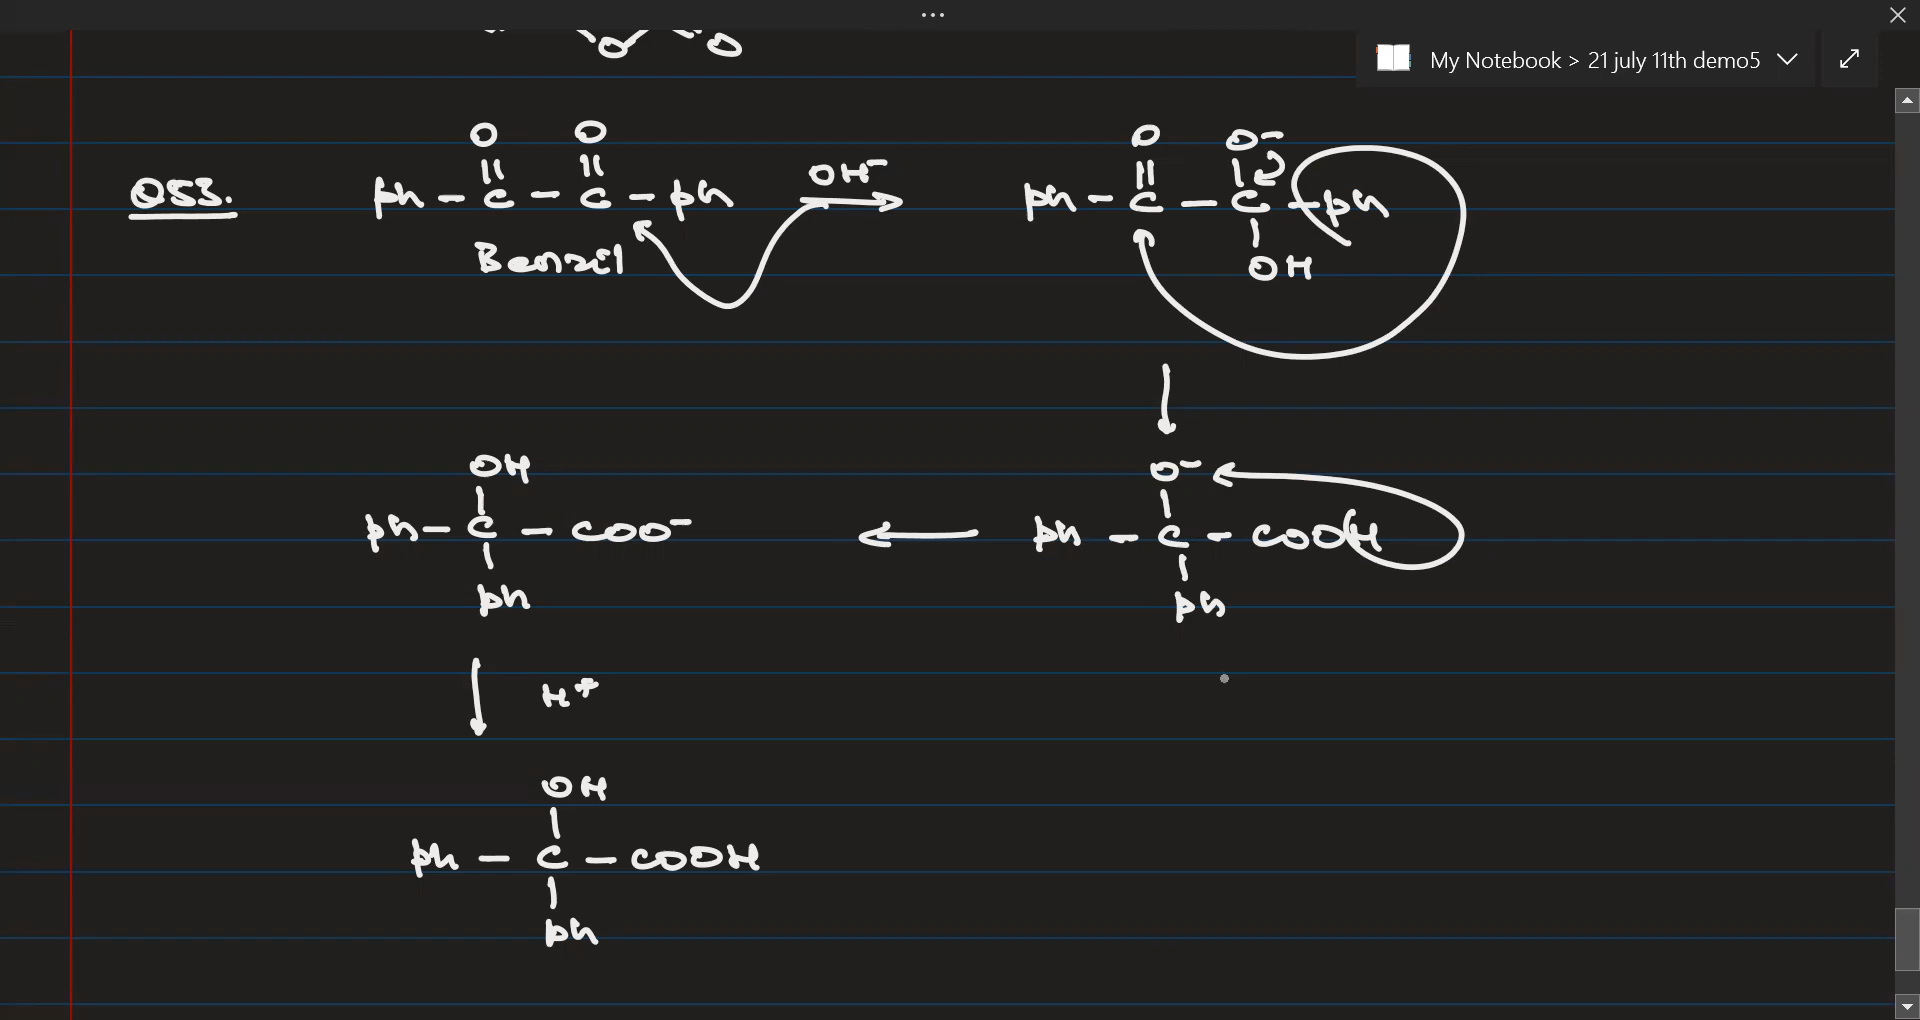 My Notebook > 21 july 11th demo5
O O
|| ||
Q53. Ph - C - C - Ph
Benzil
OH⁻
O O⁻
|| |
Ph - C - C - Ph
|
OH
O⁻
|
Ph - C - COOH
|
Ph
OH
|
Ph - C - COO⁻
|
Ph
H⁺
OH
|
Ph - C - COOH
|
Ph